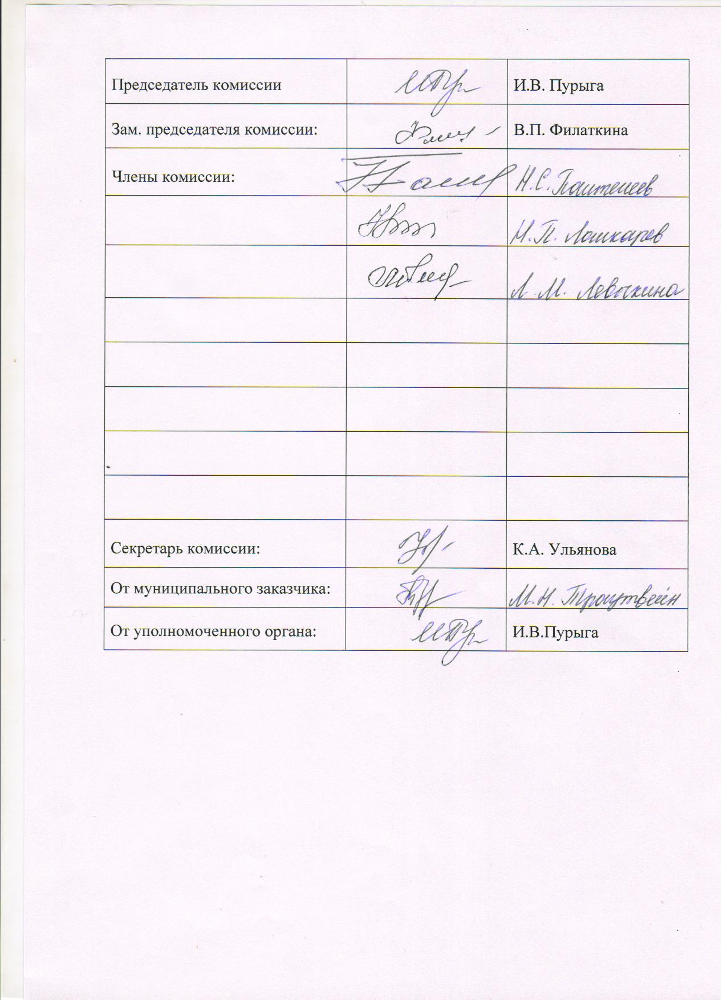 Председатель комиссии И.В. Пурыга
Зам. председателя комиссии: В.П. Филаткина
Члены комиссии: Н.С. Пантелеев
Н.П. Лашкарев
Л.М. Левочкина
Секретарь комиссии: К.А. Ульянова
От муниципального заказчика: М.Н. Траутвейн
От уполномоченного органа: И.В.Пурыга